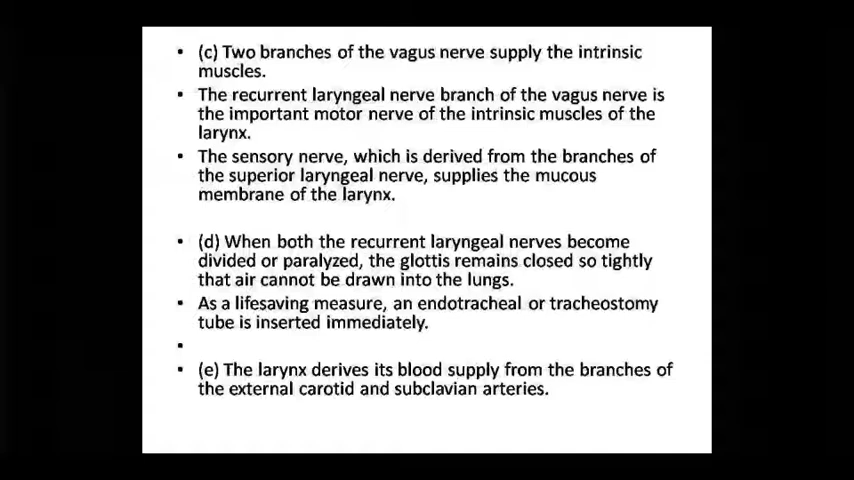 • (c) Two branches of the vagus nerve supply the intrinsic
muscles.
• The recurrent laryngeal nerve branch of the vagus nerve is
the important motor nerve of the intrinsic muscles of the
larynx.
• The sensory nerve, which is derived from the branches of
the superior laryngeal nerve, supplies the mucous
membrane of the larynx.
• (d) When both the recurrent laryngeal nerves become
divided or paralyzed, the glottis remains closed so tightly
that air cannot be drawn into the lungs.
• As a lifesaving measure, an endotracheal or tracheostomy
tube is inserted immediately.
•
• (e) The larynx derives its blood supply from the branches of
the external carotid and subclavian arteries.